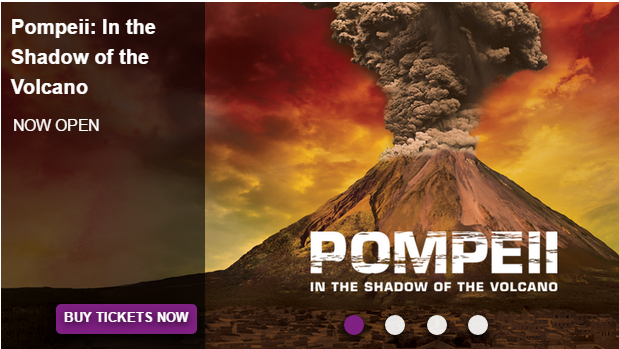 Pompeii: In the
Shadow of the
Volcano
NOW OPEN
POMPEII
IN THE SHADOW OF THE VOLCANO
BUY TICKETS NOW